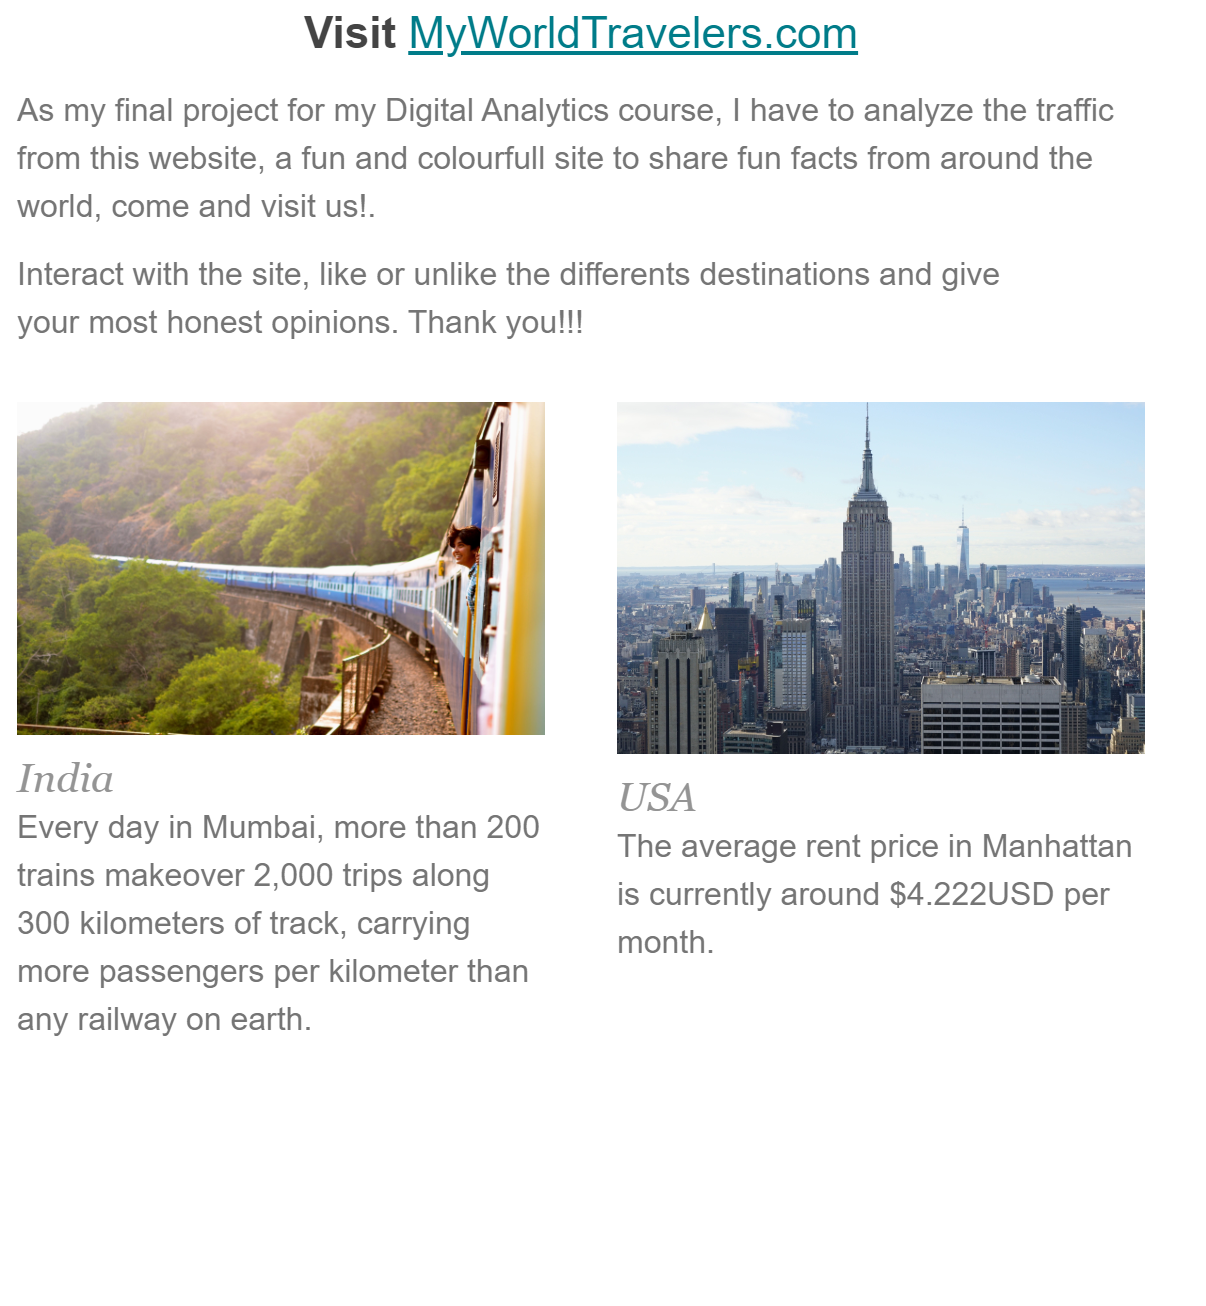 Visit MyWorldTravelers.com
As my final project for my Digital Analytics course, I have to analyze the traffic
from this website, a fun and colourfull site to share fun facts from around the
world, come and visit us!.
Interact with the site, like or unlike the differents destinations and give
your most honest opinions. Thank you!!!
India
Every day in Mumbai, more than 200
trains makeover 2,000 trips along
300 kilometers of track, carrying
more passengers per kilometer than
any railway on earth.
USA
The average rent price in Manhattan
is currently around $4.222USD per
month.